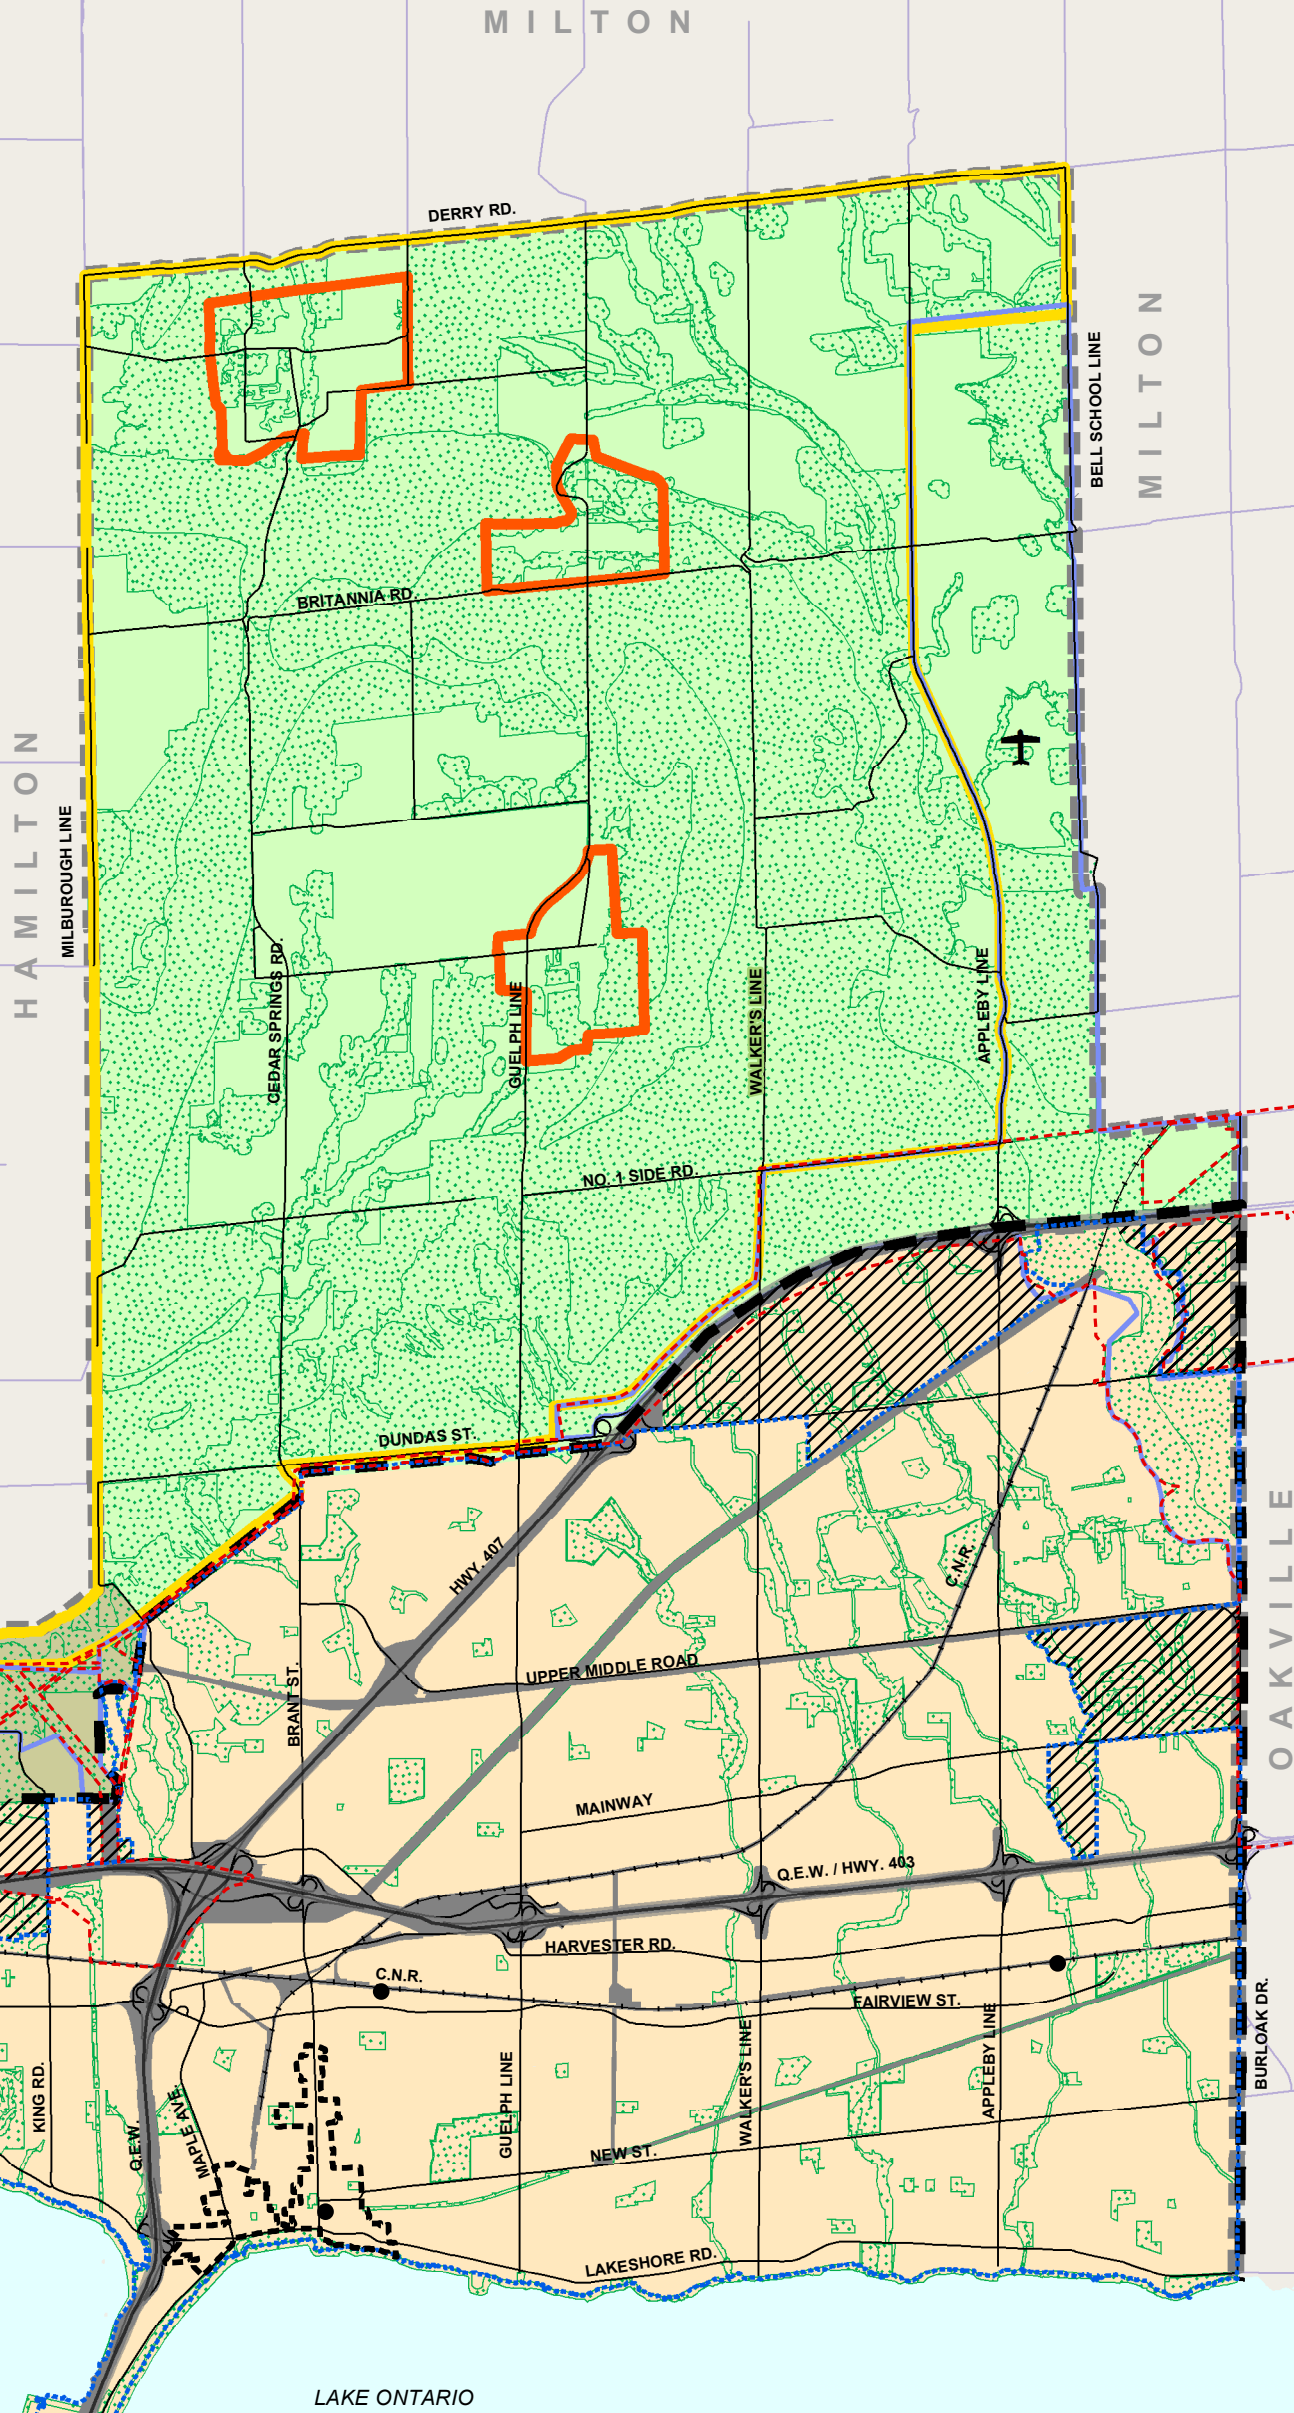 MILTON
DERRY RD.
MILTON
BELL SCHOOL LINE
BRITANNIA RD.
HAMILTON
MILBUROUGH LINE
CEDAR SPRINGS RD.
GUELPH LINE
WALKER'S LINE
APPLEBY LINE
NO. 1 SIDE RD.
DUNDAS ST.
HWY. 407
C.N.R.
OAKVILLE
UPPER MIDDLE ROAD
BRANT ST.
MAINWAY
Q.E.W. / HWY. 403
HARVESTER RD.
C.N.R.
FAIRVIEW ST.
BURLOAK DR.
KING RD.
Q.E.W.
MAPLE AVE.
GUELPH LINE
WALKER'S LINE
APPLEBY LINE
NEW ST.
LAKESHORE RD.
LAKE ONTARIO